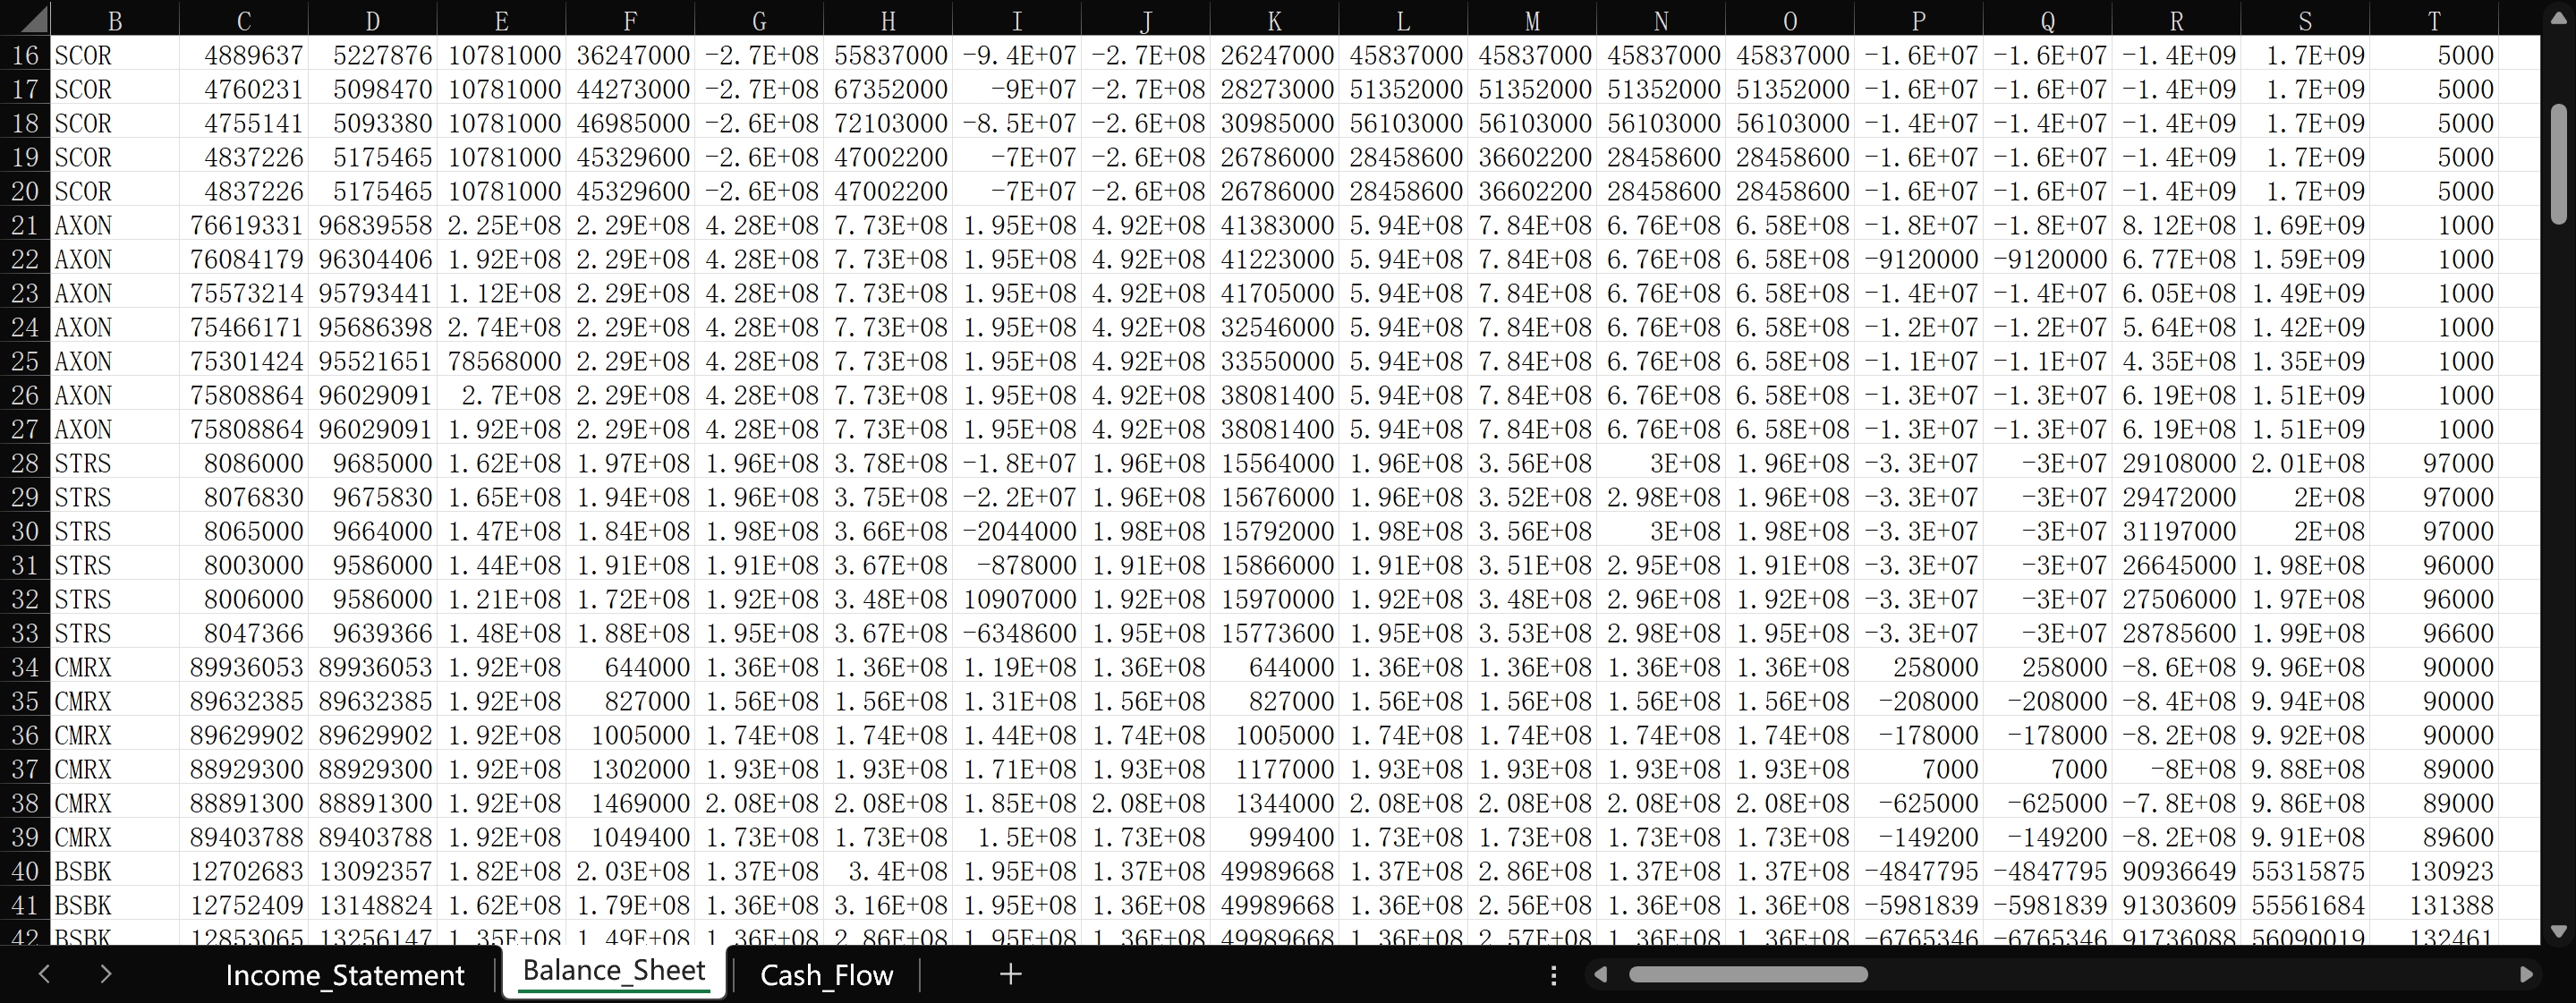 B C D E F G H I J K L M N O P Q R S T
16 SCOR 4889637 5227876 10781000 36247000 -2.7E+08 55837000 -9.4E+07 -2.7E+08 26247000 45837000 45837000 45837000 45837000 -1.6E+07 -1.6E+07 -1.4E+09 1.7E+09 5000
17 SCOR 4760231 5098470 10781000 44273000 -2.7E+08 67352000 -9E+07 -2.7E+08 28273000 51352000 51352000 51352000 51352000 -1.6E+07 -1.6E+07 -1.4E+09 1.7E+09 5000
18 SCOR 4755141 5093380 10781000 46985000 -2.6E+08 72103000 -8.5E+07 -2.6E+08 30985000 56103000 56103000 56103000 56103000 -1.4E+07 -1.4E+07 -1.4E+09 1.7E+09 5000
19 SCOR 4837226 5175465 10781000 45329600 -2.6E+08 47002200 -7E+07 -2.6E+08 26786000 28458600 36602200 28458600 28458600 -1.6E+07 -1.6E+07 -1.4E+09 1.7E+09 5000
20 SCOR 4837226 5175465 10781000 45329600 -2.6E+08 47002200 -7E+07 -2.6E+08 26786000 28458600 36602200 28458600 28458600 -1.6E+07 -1.6E+07 -1.4E+09 1.7E+09 5000
21 AXON 76619331 96839558 2.25E+08 2.29E+08 4.28E+08 7.73E+08 1.95E+08 4.92E+08 41383000 5.94E+08 7.84E+08 6.76E+08 6.58E+08 -1.8E+07 -1.8E+07 8.12E+08 1.69E+09 1000
22 AXON 76084179 96304406 1.92E+08 2.29E+08 4.28E+08 7.73E+08 1.95E+08 4.92E+08 41223000 5.94E+08 7.84E+08 6.76E+08 6.58E+08 -9120000 -9120000 6.77E+08 1.59E+09 1000
23 AXON 75573214 95793441 1.12E+08 2.29E+08 4.28E+08 7.73E+08 1.95E+08 4.92E+08 41705000 5.94E+08 7.84E+08 6.76E+08 6.58E+08 -1.4E+07 -1.4E+07 6.05E+08 1.49E+09 1000
24 AXON 75466171 95686398 2.74E+08 2.29E+08 4.28E+08 7.73E+08 1.95E+08 4.92E+08 32546000 5.94E+08 7.84E+08 6.76E+08 6.58E+08 -1.2E+07 -1.2E+07 5.64E+08 1.42E+09 1000
25 AXON 75301424 95521651 78568000 2.29E+08 4.28E+08 7.73E+08 1.95E+08 4.92E+08 33550000 5.94E+08 7.84E+08 6.76E+08 6.58E+08 -1.1E+07 -1.1E+07 4.35E+08 1.35E+09 1000
26 AXON 75808864 96029091 2.7E+08 2.29E+08 4.28E+08 7.73E+08 1.95E+08 4.92E+08 38081400 5.94E+08 7.84E+08 6.76E+08 6.58E+08 -1.3E+07 -1.3E+07 6.19E+08 1.51E+09 1000
27 AXON 75808864 96029091 1.92E+08 2.29E+08 4.28E+08 7.73E+08 1.95E+08 4.92E+08 38081400 5.94E+08 7.84E+08 6.76E+08 6.58E+08 -1.3E+07 -1.3E+07 6.19E+08 1.51E+09 1000
28 STRS 8086000 9685000 1.62E+08 1.97E+08 1.96E+08 3.78E+08 -1.8E+07 1.96E+08 15564000 1.96E+08 3.56E+08 3E+08 1.96E+08 -3.3E+07 -3E+07 29108000 2.01E+08 97000
29 STRS 8076830 9675830 1.65E+08 1.94E+08 1.96E+08 3.75E+08 -2.2E+07 1.96E+08 15676000 1.96E+08 3.52E+08 2.98E+08 1.96E+08 -3.3E+07 -3E+07 29472000 2E+08 97000
30 STRS 8065000 9664000 1.47E+08 1.84E+08 1.98E+08 3.66E+08 -2044000 1.98E+08 15792000 1.98E+08 3.56E+08 3E+08 1.98E+08 -3.3E+07 -3E+07 31197000 2E+08 97000
31 STRS 8003000 9586000 1.44E+08 1.91E+08 1.91E+08 3.67E+08 -878000 1.91E+08 15866000 1.91E+08 3.51E+08 2.95E+08 1.91E+08 -3.3E+07 -3E+07 26645000 1.98E+08 96000
32 STRS 8006000 9586000 1.21E+08 1.72E+08 1.92E+08 3.48E+08 10907000 1.92E+08 15970000 1.92E+08 3.48E+08 2.96E+08 1.92E+08 -3.3E+07 -3E+07 27506000 1.97E+08 96000
33 STRS 8047366 9639366 1.48E+08 1.88E+08 1.95E+08 3.67E+08 -6348600 1.95E+08 15773600 1.95E+08 3.53E+08 2.98E+08 1.95E+08 -3.3E+07 -3E+07 28785600 1.99E+08 96600
34 CMRX 89936053 89936053 1.92E+08 644000 1.36E+08 1.36E+08 1.19E+08 1.36E+08 644000 1.36E+08 1.36E+08 1.36E+08 1.36E+08 258000 258000 -8.6E+08 9.96E+08 90000
35 CMRX 89632385 89632385 1.92E+08 827000 1.56E+08 1.56E+08 1.31E+08 1.56E+08 827000 1.56E+08 1.56E+08 1.56E+08 1.56E+08 -208000 -208000 -8.4E+08 9.94E+08 90000
36 CMRX 89629902 89629902 1.92E+08 1005000 1.74E+08 1.74E+08 1.44E+08 1.74E+08 1005000 1.74E+08 1.74E+08 1.74E+08 1.74E+08 -178000 -178000 -8.2E+08 9.92E+08 90000
37 CMRX 88929300 88929300 1.92E+08 1302000 1.93E+08 1.93E+08 1.71E+08 1.93E+08 1177000 1.93E+08 1.93E+08 1.93E+08 1.93E+08 7000 7000 -8E+08 9.88E+08 89000
38 CMRX 88891300 88891300 1.92E+08 1469000 2.08E+08 2.08E+08 1.85E+08 2.08E+08 1344000 2.08E+08 2.08E+08 2.08E+08 2.08E+08 -625000 -625000 -7.8E+08 9.86E+08 89000
39 CMRX 89403788 89403788 1.92E+08 1049400 1.73E+08 1.73E+08 1.5E+08 1.73E+08 999400 1.73E+08 1.73E+08 1.73E+08 1.73E+08 -149200 -149200 -8.2E+08 9.91E+08 89600
40 BSBK 12702683 13092357 1.82E+08 2.03E+08 1.37E+08 3.4E+08 1.95E+08 1.37E+08 49989668 1.37E+08 2.86E+08 1.37E+08 1.37E+08 -4847795 -4847795 90936649 55315875 130923
41 BSBK 12752409 13148824 1.62E+08 1.79E+08 1.36E+08 3.16E+08 1.95E+08 1.36E+08 49989668 1.36E+08 2.56E+08 1.36E+08 1.36E+08 -5981839 -5981839 91303609 55561684 131388
42 BSBK 12853065 13256147 1.35E+08 1.49E+08 1.36E+08 2.86E+08 1.95E+08 1.36E+08 49989668 1.36E+08 2.57E+08 1.36E+08 1.36E+08 -6765346 -6765346 91736088 56090019 132461
Income_Statement Balance_Sheet Cash_Flow